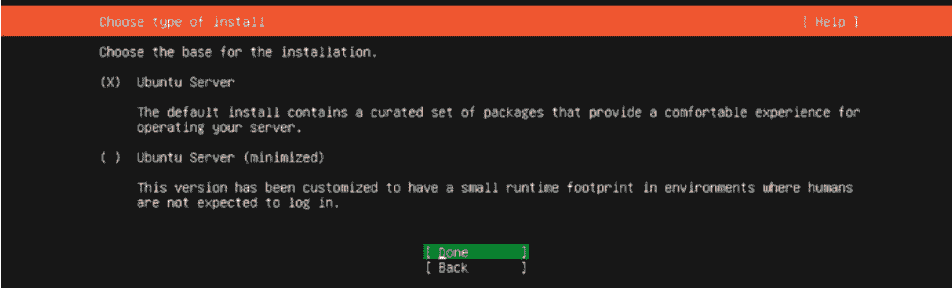 Choose type of install [ Help ]
Choose the base for the installation.
(X) Ubuntu Server
The default install contains a curated set of packages that provide a comfortable experience for
operating your server.
( ) Ubuntu Server (minimized)
This version has been customized to have a small runtime footprint in environments where humans
are not expected to log in.
[ Done ]
[ Back ]